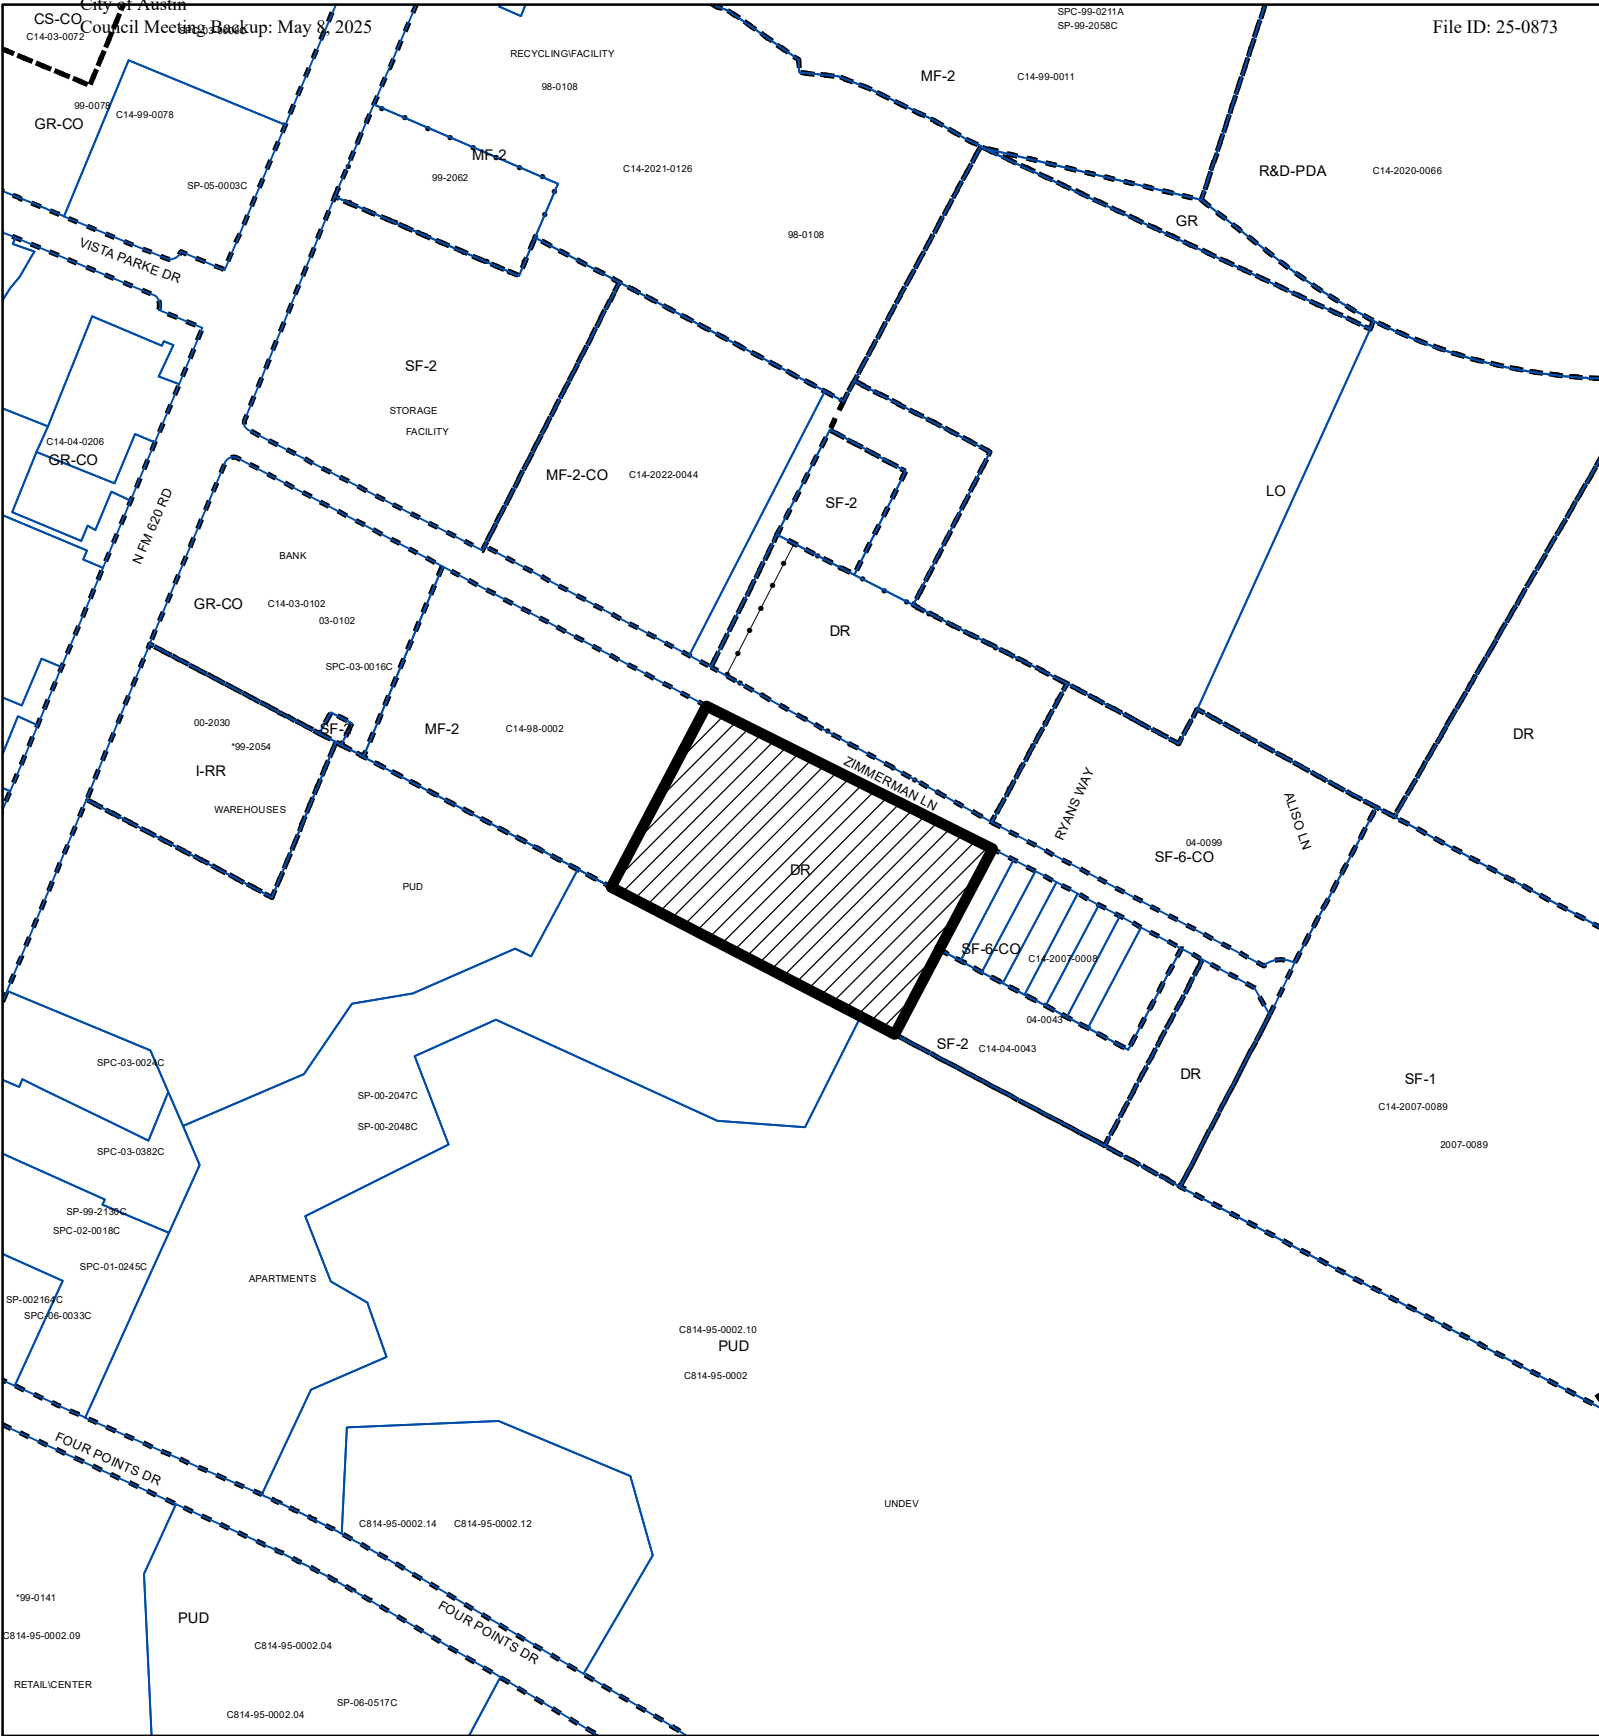 City of Austin
Council Meeting Backup: May 8, 2025
File ID: 25-0873
CS-CO
C14-03-0072
SPC-99-0211A
SP-99-2058C
RECYCLING\FACILITY
98-0108
MF-2
C14-99-0011
99-0078
C14-99-0078
GR-CO
MF-2
99-2062
C14-2021-0126
R&D-PDA
C14-2020-0066
SP-05-0003C
GR
98-0108
VISTA PARKE DR
SF-2
STORAGE
FACILITY
C14-04-0206
GR-CO
MF-2-CO
C14-2022-0044
SF-2
LO
N FM 620 RD
BANK
GR-CO
C14-03-0102
03-0102
DR
SPC-03-0016C
00-2030
SF-2
*99-2054
I-RR
WAREHOUSES
MF-2
C14-98-0002
DR
ZIMMERMAN LN
RYANS WAY
ALISO LN
04-0099
SF-6-CO
DR
PUD
SF-6-CO
C14-2007-0008
04-0043
SF-2
C14-04-0043
DR
SF-1
C14-2007-0089
2007-0089
SPC-03-0024C
SP-00-2047C
SP-00-2048C
SPC-03-0382C
SP-99-2130C
SPC-02-0018C
SPC-01-0245C
APARTMENTS
SP-002164C
SPC-06-0033C
C814-95-0002.10
PUD
C814-95-0002
FOUR POINTS DR
UNDEV
C814-95-0002.14
C814-95-0002.12
*99-0141
PUD
FOUR POINTS DR
C814-95-0002.09
C814-95-0002.04
RETAIL\CENTER
SP-06-0517C
C814-95-0002.04